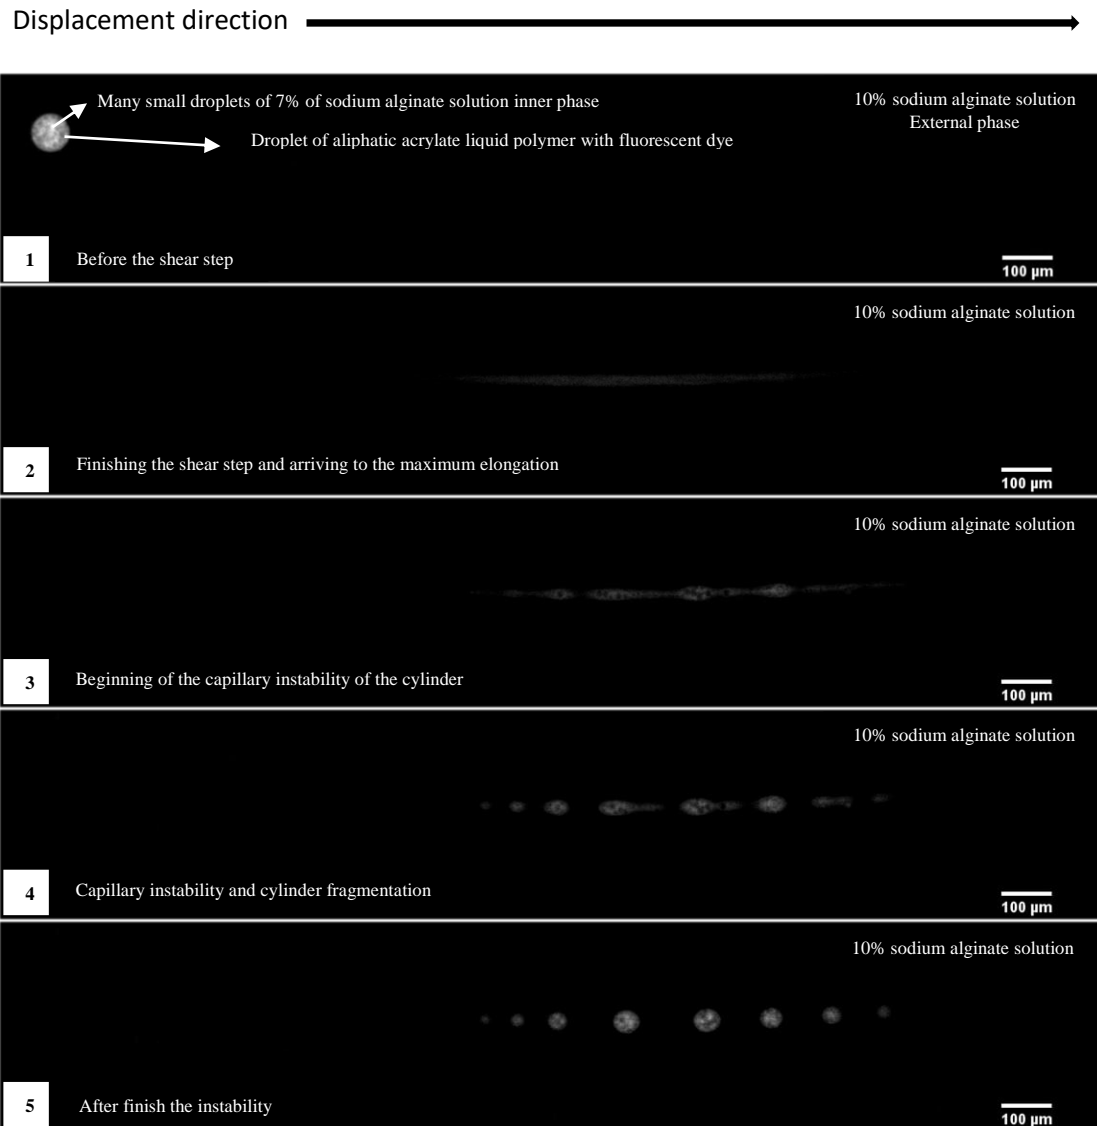 Displacement direction
Many small droplets of 7% of sodium alginate solution inner phase
10% sodium alginate solution
External phase
Droplet of aliphatic acrylate liquid polymer with fluorescent dye
1
Before the shear step
100 µm
10% sodium alginate solution
2
Finishing the shear step and arriving to the maximum elongation
100 µm
10% sodium alginate solution
3
Beginning of the capillary instability of the cylinder
100 µm
10% sodium alginate solution
4
Capillary instability and cylinder fragmentation
100 µm
10% sodium alginate solution
5
After finish the instability
100 µm